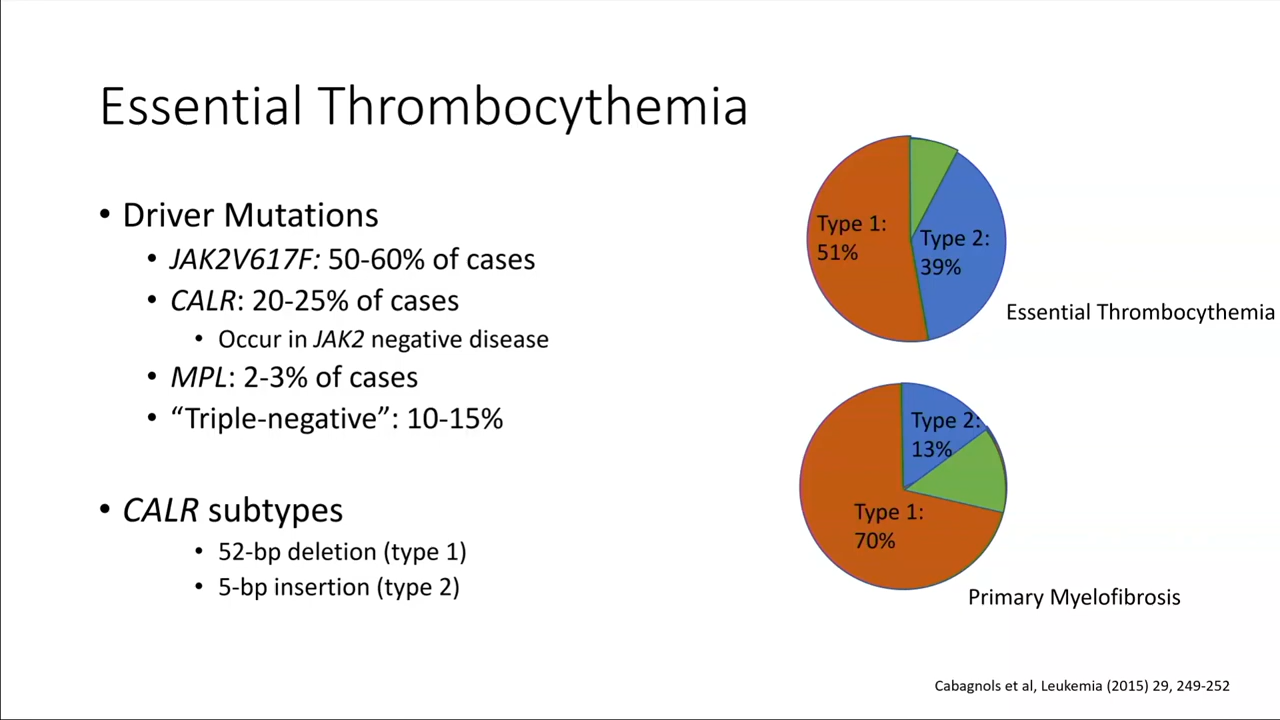 Essential Thrombocythemia
• Driver Mutations
• JAK2V617F: 50-60% of cases
• CALR: 20-25% of cases
• Occur in JAK2 negative disease
• MPL: 2-3% of cases
• “Triple-negative”: 10-15%
• CALR subtypes
• 52-bp deletion (type 1)
• 5-bp insertion (type 2)
Type 1:
51%
Type 2:
39%
Essential Thrombocythemia
Type 2:
13%
Type 1:
70%
Primary Myelofibrosis
Cabagnols et al, Leukemia (2015) 29, 249-252